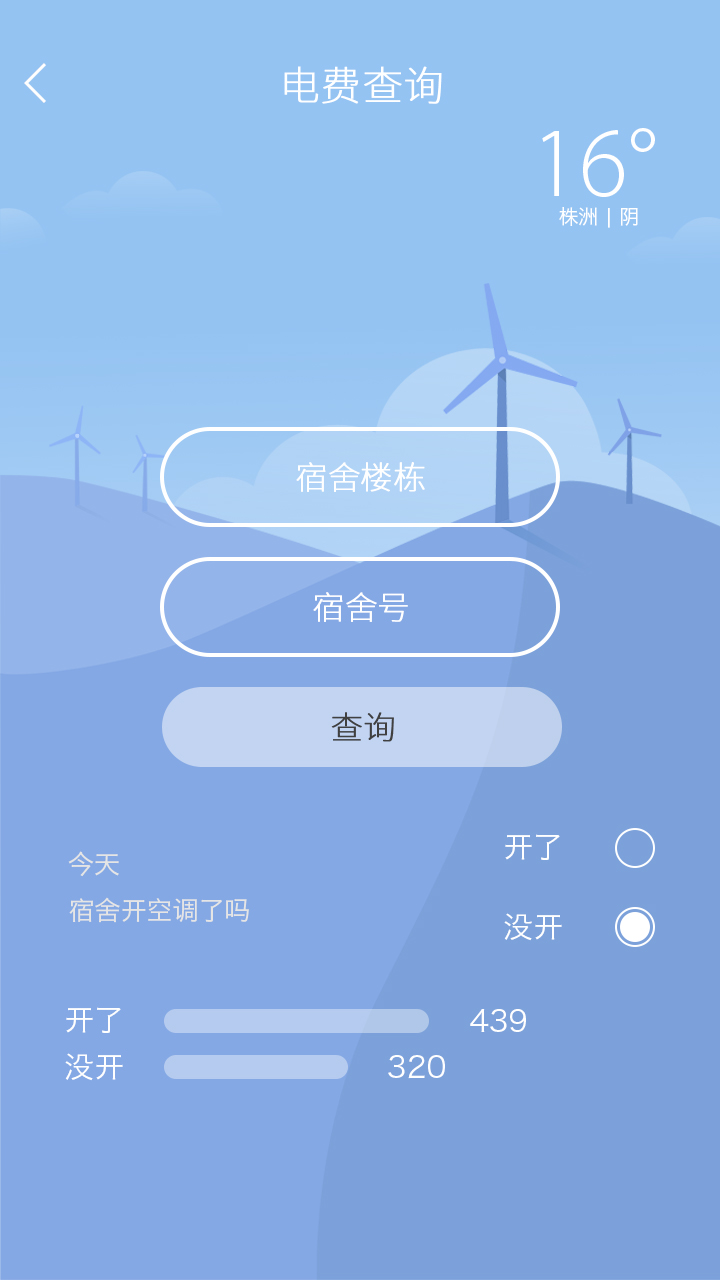 电费查询
16°
株洲 | 阴
宿舍楼栋
宿舍号
查询
今天
宿舍开空调了吗
开了
没开
开了 439
没开 320